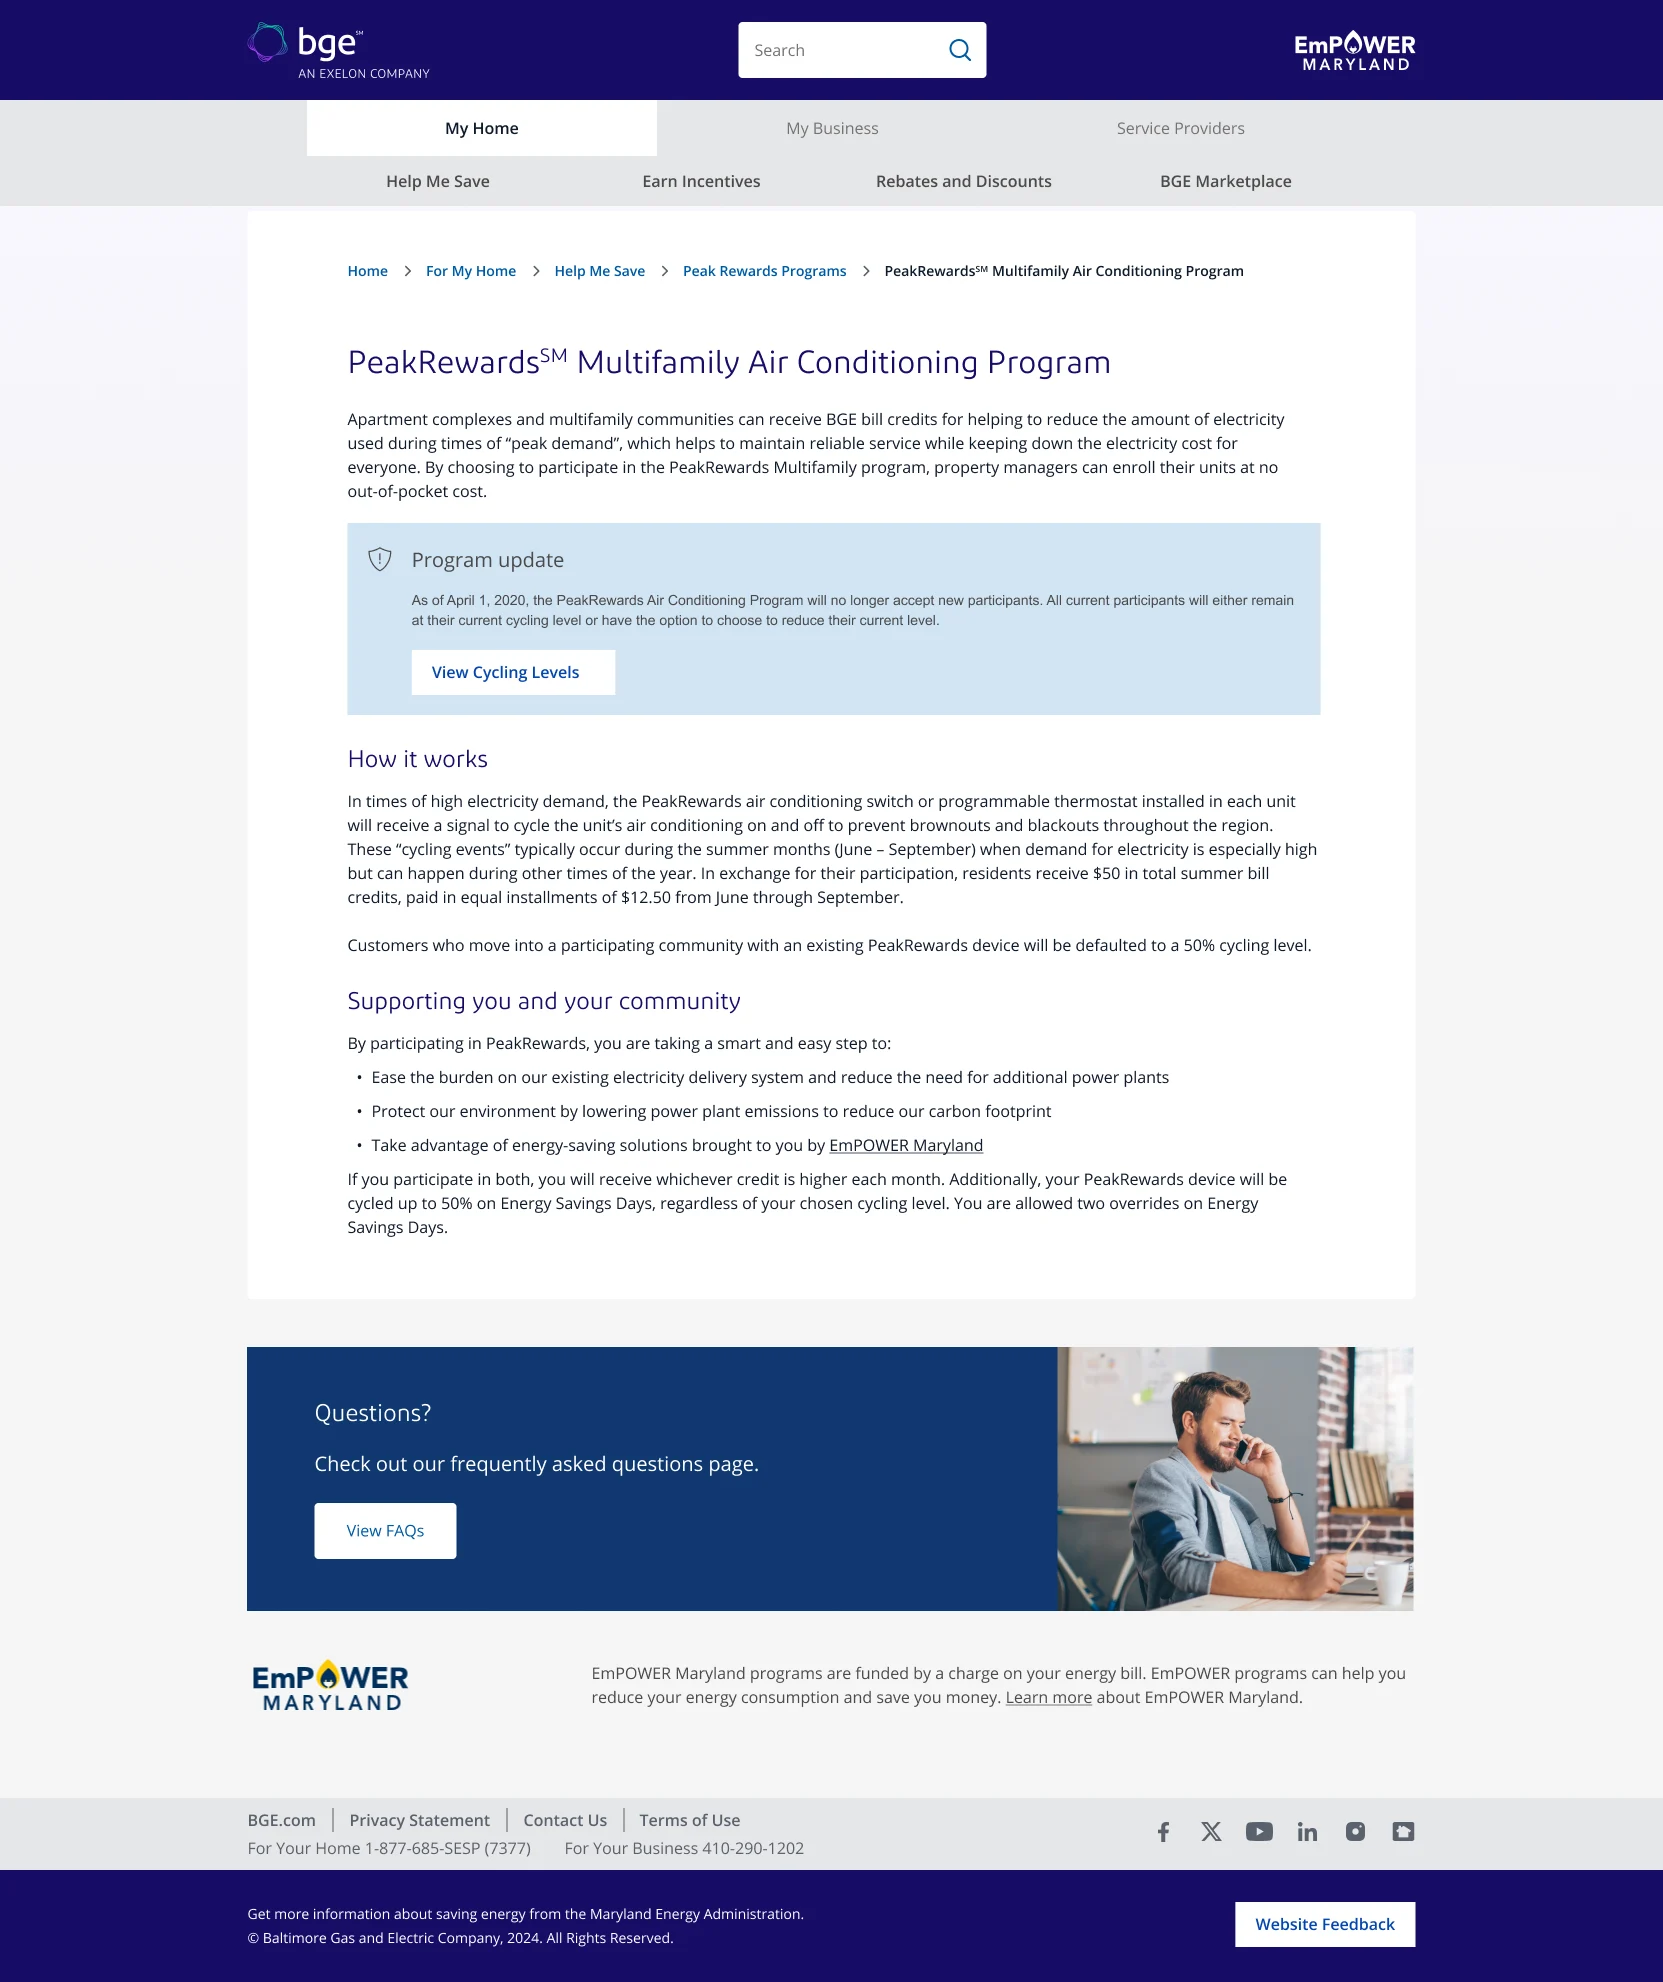 bge℠
AN EXELON COMPANY
Search
EmPOWER
MARYLAND
My Home
My Business
Service Providers
Help Me Save
Earn Incentives
Rebates and Discounts
BGE Marketplace
Home > For My Home > Help Me Save > Peak Rewards Programs > PeakRewards℠ Multifamily Air Conditioning Program
PeakRewards℠ Multifamily Air Conditioning Program
Apartment complexes and multifamily communities can receive BGE bill credits for helping to reduce the amount of electricity
used during times of “peak demand”, which helps to maintain reliable service while keeping down the electricity cost for
everyone. By choosing to participate in the PeakRewards Multifamily program, property managers can enroll their units at no
out-of-pocket cost.
Program update
As of April 1, 2020, the PeakRewards Air Conditioning Program will no longer accept new participants. All current participants will either remain
at their current cycling level or have the option to choose to reduce their current level.
View Cycling Levels
How it works
In times of high electricity demand, the PeakRewards air conditioning switch or programmable thermostat installed in each unit
will receive a signal to cycle the unit’s air conditioning on and off to prevent brownouts and blackouts throughout the region.
These “cycling events” typically occur during the summer months (June – September) when demand for electricity is especially high
but can happen during other times of the year. In exchange for their participation, residents receive $50 in total summer bill
credits, paid in equal installments of $12.50 from June through September.
Customers who move into a participating community with an existing PeakRewards device will be defaulted to a 50% cycling level.
Supporting you and your community
By participating in PeakRewards, you are taking a smart and easy step to:
• Ease the burden on our existing electricity delivery system and reduce the need for additional power plants
• Protect our environment by lowering power plant emissions to reduce our carbon footprint
• Take advantage of energy-saving solutions brought to you by EmPOWER Maryland
If you participate in both, you will receive whichever credit is higher each month. Additionally, your PeakRewards device will be
cycled up to 50% on Energy Savings Days, regardless of your chosen cycling level. You are allowed two overrides on Energy
Savings Days.
Questions?
Check out our frequently asked questions page.
View FAQs
EmPOWER
MARYLAND
EmPOWER Maryland programs are funded by a charge on your energy bill. EmPOWER programs can help you
reduce your energy consumption and save you money. Learn more about EmPOWER Maryland.
BGE.com | Privacy Statement | Contact Us | Terms of Use
For Your Home 1-877-685-SESP (7377) For Your Business 410-290-1202
Get more information about saving energy from the Maryland Energy Administration.
© Baltimore Gas and Electric Company, 2024. All Rights Reserved.
Website Feedback